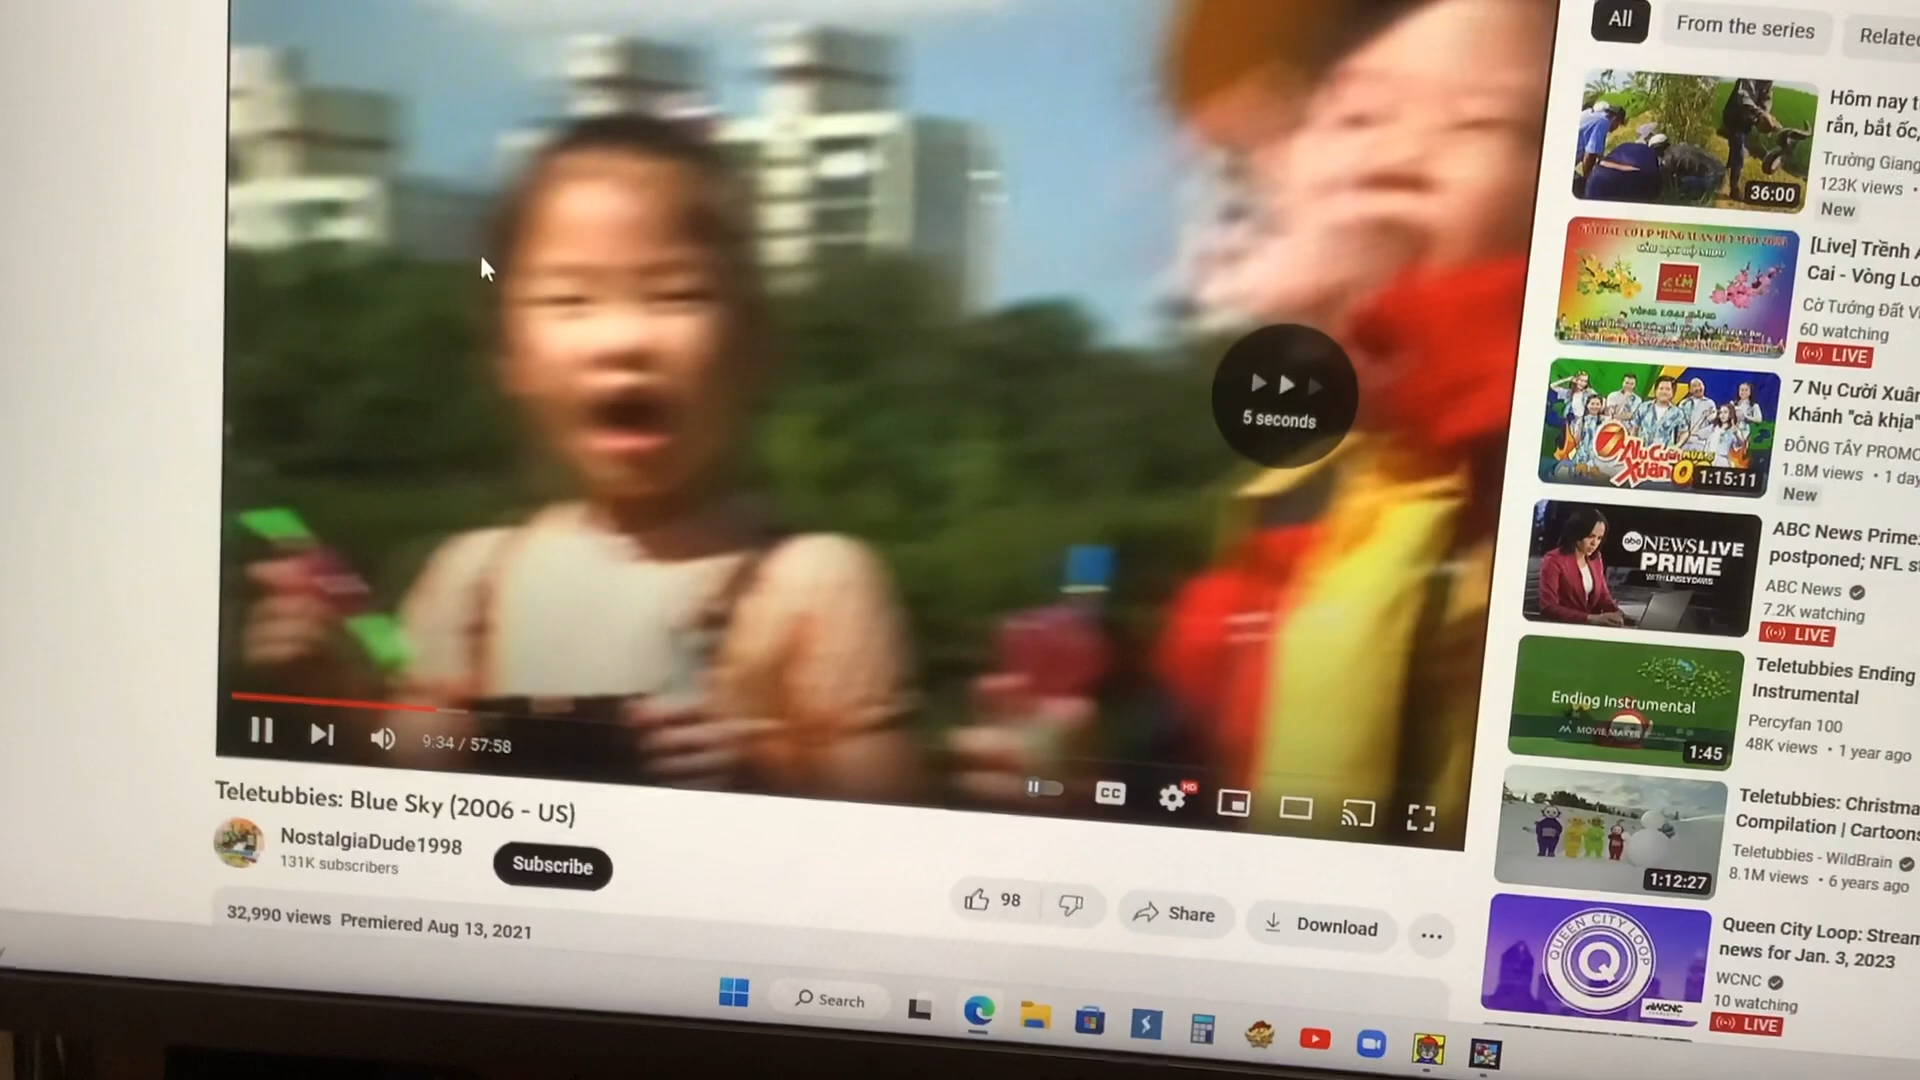 All
From the series
Related
Hôm nay t
rắn, bắt ốc,
Trường Giang
123K views •
New
36:00
[Live] Trềnh A
Cai - Vòng Lo
Cờ Tướng Đất V
60 watching
LIVE
7 Nụ Cười Xuân
Khánh "cà khịa"
ĐÔNG TÂY PROMO
1.8M views • 1 day
New
1:15:11
7 Nụ Cười
Xuân
abc NEWS LIVE
PRIME
WITH LINSEY DAVIS
ABC News Prime:
postponed; NFL s
ABC News
7.2K watching
LIVE
Ending Instrumental
MOVIE MAKER
1:45
Teletubbies Ending
Instrumental
Percyfan 100
48K views • 1 year ago
1:12:27
Teletubbies: Christma
Compilation | Cartoons
Teletubbies - WildBrain
8.1M views • 6 years ago
QUEEN CITY LOOP
Q
WCNC
Queen City Loop: Stream
news for Jan. 3, 2023
WCNC
10 watching
LIVE
5 seconds
9:34 / 57:58
CC
HD
Teletubbies: Blue Sky (2006 - US)
NostalgiaDude1998
131K subscribers
Subscribe
98
Share
Download
32,990 views Premiered Aug 13, 2021
Search